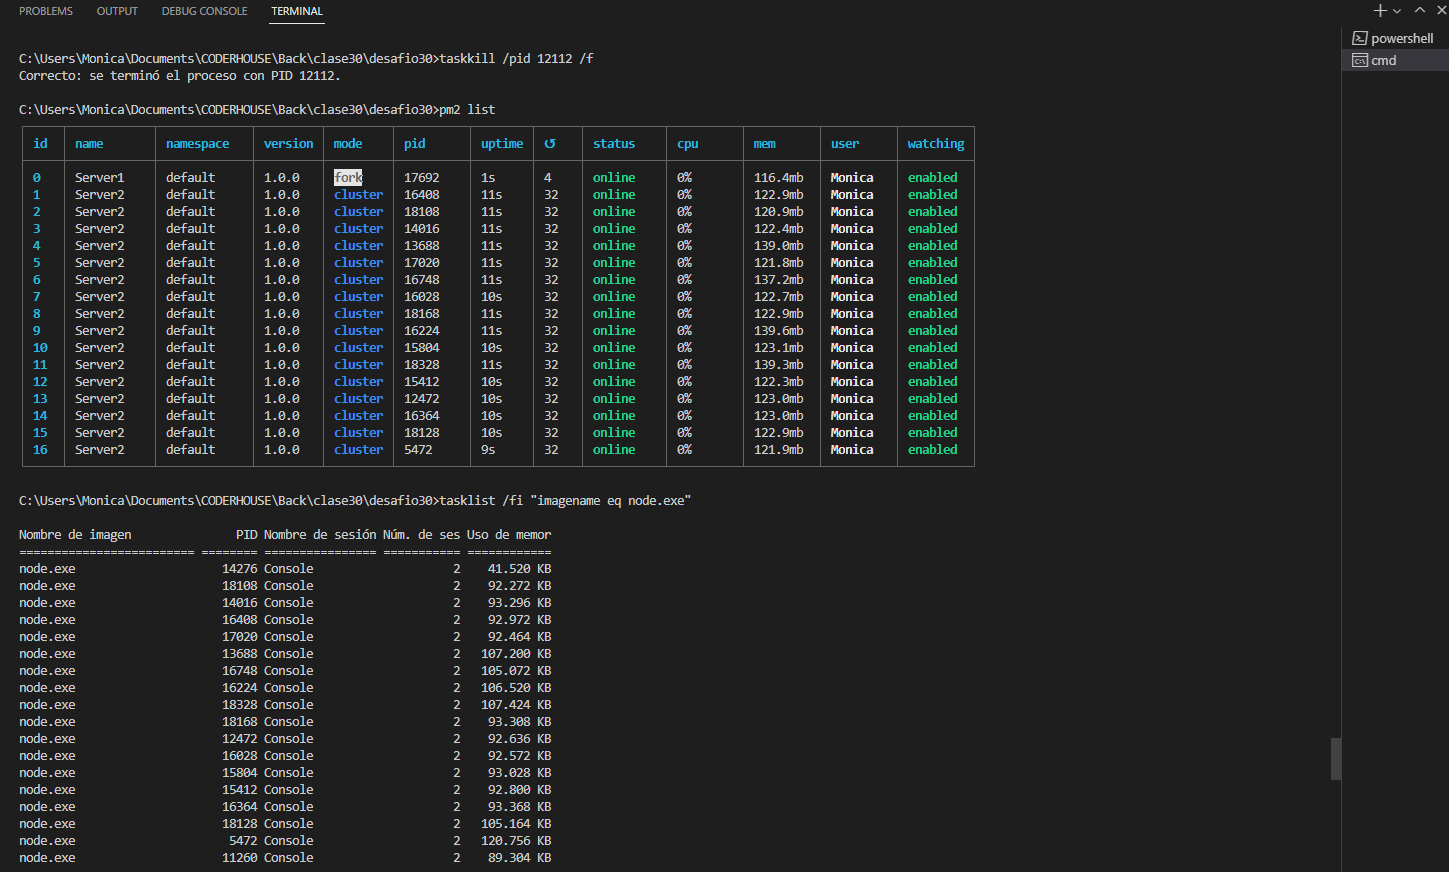 PROBLEMS OUTPUT DEBUG CONSOLE TERMINAL
powershell
cmd
C:\Users\Monica\Documents\CODERHOUSE\Back\clase30\desafio30>taskkill /pid 12112 /f
Correcto: se terminó el proceso con PID 12112.
C:\Users\Monica\Documents\CODERHOUSE\Back\clase30\desafio30>pm2 list
id name namespace version mode pid uptime ↺ status cpu mem user watching
0 Server1 default 1.0.0 fork 17692 1s 4 online 0% 116.4mb Monica enabled
1 Server2 default 1.0.0 cluster 16408 11s 32 online 0% 122.9mb Monica enabled
2 Server2 default 1.0.0 cluster 18108 11s 32 online 0% 120.9mb Monica enabled
3 Server2 default 1.0.0 cluster 14016 11s 32 online 0% 122.4mb Monica enabled
4 Server2 default 1.0.0 cluster 13688 11s 32 online 0% 139.0mb Monica enabled
5 Server2 default 1.0.0 cluster 17020 11s 32 online 0% 121.8mb Monica enabled
6 Server2 default 1.0.0 cluster 16748 11s 32 online 0% 137.2mb Monica enabled
7 Server2 default 1.0.0 cluster 16028 10s 32 online 0% 122.7mb Monica enabled
8 Server2 default 1.0.0 cluster 18168 11s 32 online 0% 122.9mb Monica enabled
9 Server2 default 1.0.0 cluster 16224 11s 32 online 0% 139.6mb Monica enabled
10 Server2 default 1.0.0 cluster 15804 10s 32 online 0% 123.1mb Monica enabled
11 Server2 default 1.0.0 cluster 18328 11s 32 online 0% 139.3mb Monica enabled
12 Server2 default 1.0.0 cluster 15412 10s 32 online 0% 122.3mb Monica enabled
13 Server2 default 1.0.0 cluster 12472 10s 32 online 0% 123.0mb Monica enabled
14 Server2 default 1.0.0 cluster 16364 10s 32 online 0% 123.0mb Monica enabled
15 Server2 default 1.0.0 cluster 18128 10s 32 online 0% 122.9mb Monica enabled
16 Server2 default 1.0.0 cluster 5472 9s 32 online 0% 121.9mb Monica enabled
C:\Users\Monica\Documents\CODERHOUSE\Back\clase30\desafio30>tasklist /fi "imagename eq node.exe"
Nombre de imagen PID Nombre de sesión Núm. de ses Uso de memor
========================= ======== ================ =========== ============
node.exe 14276 Console 2 41.520 KB
node.exe 18108 Console 2 92.272 KB
node.exe 14016 Console 2 93.296 KB
node.exe 16408 Console 2 92.972 KB
node.exe 17020 Console 2 92.464 KB
node.exe 13688 Console 2 107.200 KB
node.exe 16748 Console 2 105.072 KB
node.exe 16224 Console 2 106.520 KB
node.exe 18328 Console 2 107.424 KB
node.exe 18168 Console 2 93.308 KB
node.exe 12472 Console 2 92.636 KB
node.exe 16028 Console 2 92.572 KB
node.exe 15804 Console 2 93.028 KB
node.exe 15412 Console 2 92.800 KB
node.exe 16364 Console 2 93.368 KB
node.exe 18128 Console 2 105.164 KB
node.exe 5472 Console 2 120.756 KB
node.exe 11260 Console 2 89.304 KB